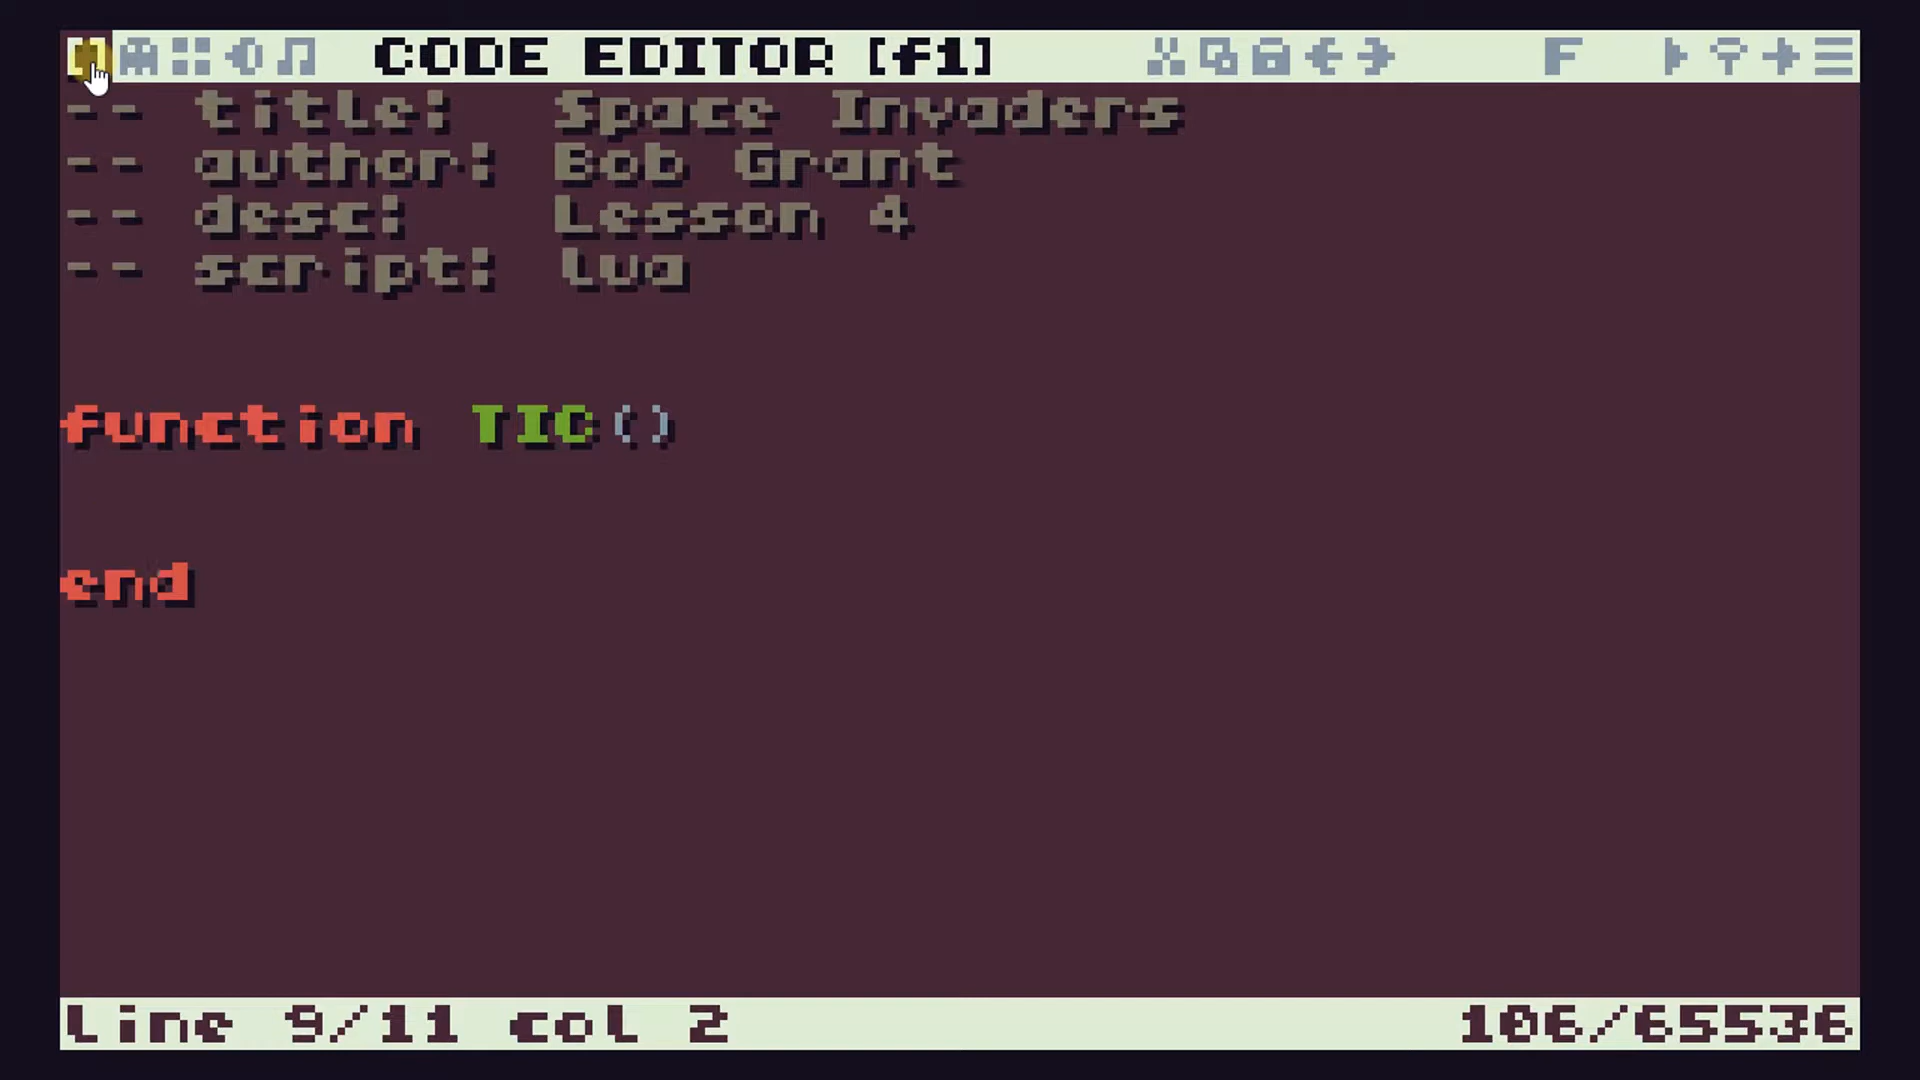 CODE EDITOR [f1] F
-- title: Space Invaders
-- author: Bob Grant
-- desc: Lesson 4
-- script: lua
function TIC()
end
line 9/11 col 2 106/65536